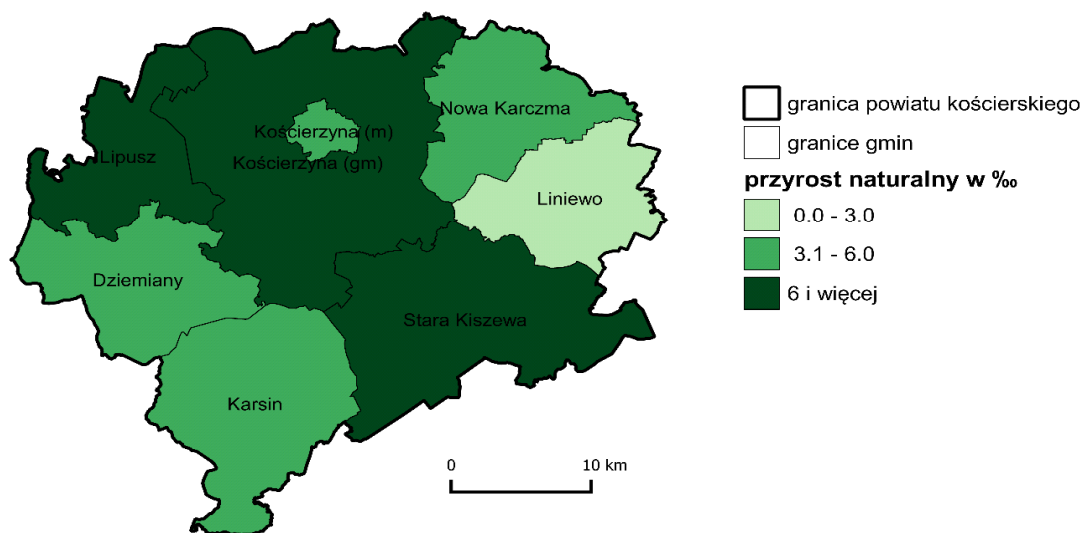 Nowa Karczma
Kościerzyna (m)
Lipusz
Kościerzyna (gm)
Liniewo
Dziemiany
Stara Kiszewa
Karsin
0 10 km
granica powiatu kościerskiego
granice gmin
przyrost naturalny w ‰
0.0 - 3.0
3.1 - 6.0
6 i więcej